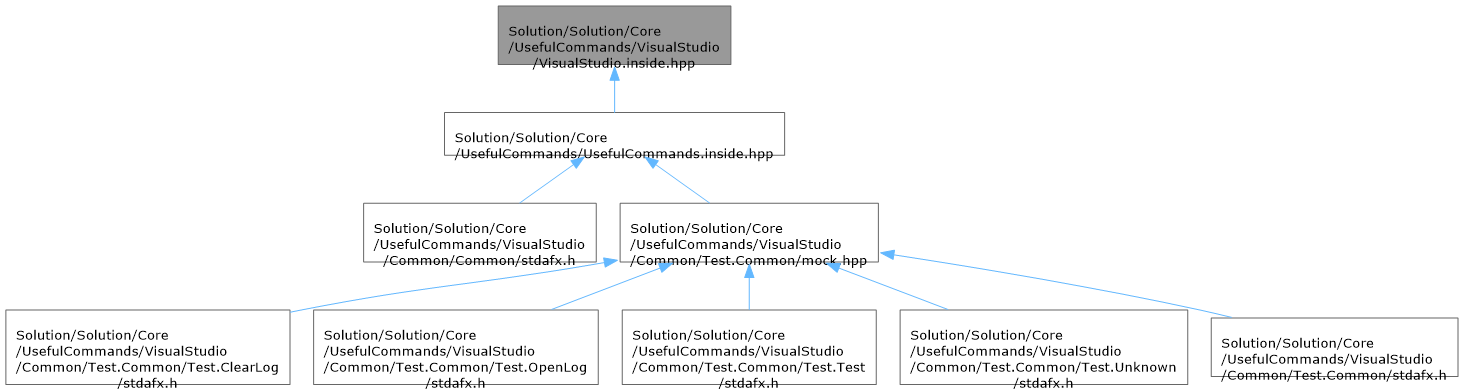 Solution/Solution/Core
/UsefulCommands/VisualStudio
/VisualStudio.inside.hpp
Solution/Solution/Core
/UsefulCommands/UsefulCommands.inside.hpp
Solution/Solution/Core
/UsefulCommands/VisualStudio
/Common/Common/stdafx.h
Solution/Solution/Core
/UsefulCommands/VisualStudio
/Common/Test.Common/mock.hpp
Solution/Solution/Core
/UsefulCommands/VisualStudio
/Common/Test.Common/Test.ClearLog
/stdafx.h
Solution/Solution/Core
/UsefulCommands/VisualStudio
/Common/Test.Common/Test.OpenLog
/stdafx.h
Solution/Solution/Core
/UsefulCommands/VisualStudio
/Common/Test.Common/Test.Test
/stdafx.h
Solution/Solution/Core
/UsefulCommands/VisualStudio
/Common/Test.Common/Test.Unknown
/stdafx.h
Solution/Solution/Core
/UsefulCommands/VisualStudio
/Common/Test.Common/stdafx.h